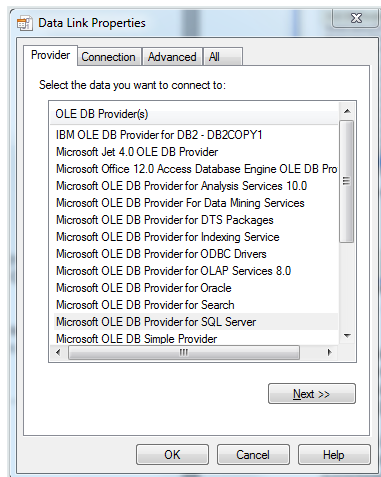 Data Link Properties
Provider Connection Advanced All
Select the data you want to connect to:
OLE DB Provider(s)
IBM OLE DB Provider for DB2 - DB2COPY1
Microsoft Jet 4.0 OLE DB Provider
Microsoft Office 12.0 Access Database Engine OLE DB Pro
Microsoft OLE DB Provider for Analysis Services 10.0
Microsoft OLE DB Provider For Data Mining Services
Microsoft OLE DB Provider for DTS Packages
Microsoft OLE DB Provider for Indexing Service
Microsoft OLE DB Provider for ODBC Drivers
Microsoft OLE DB Provider for OLAP Services 8.0
Microsoft OLE DB Provider for Oracle
Microsoft OLE DB Provider for Search
Microsoft OLE DB Provider for SQL Server
Microsoft OLE DB Simple Provider
Next >>
OK Cancel Help